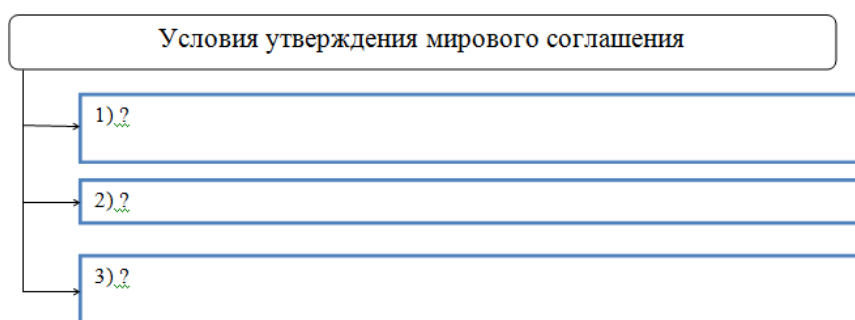 Условия утверждения мирового соглашения
1) ?
2) ?
3) ?